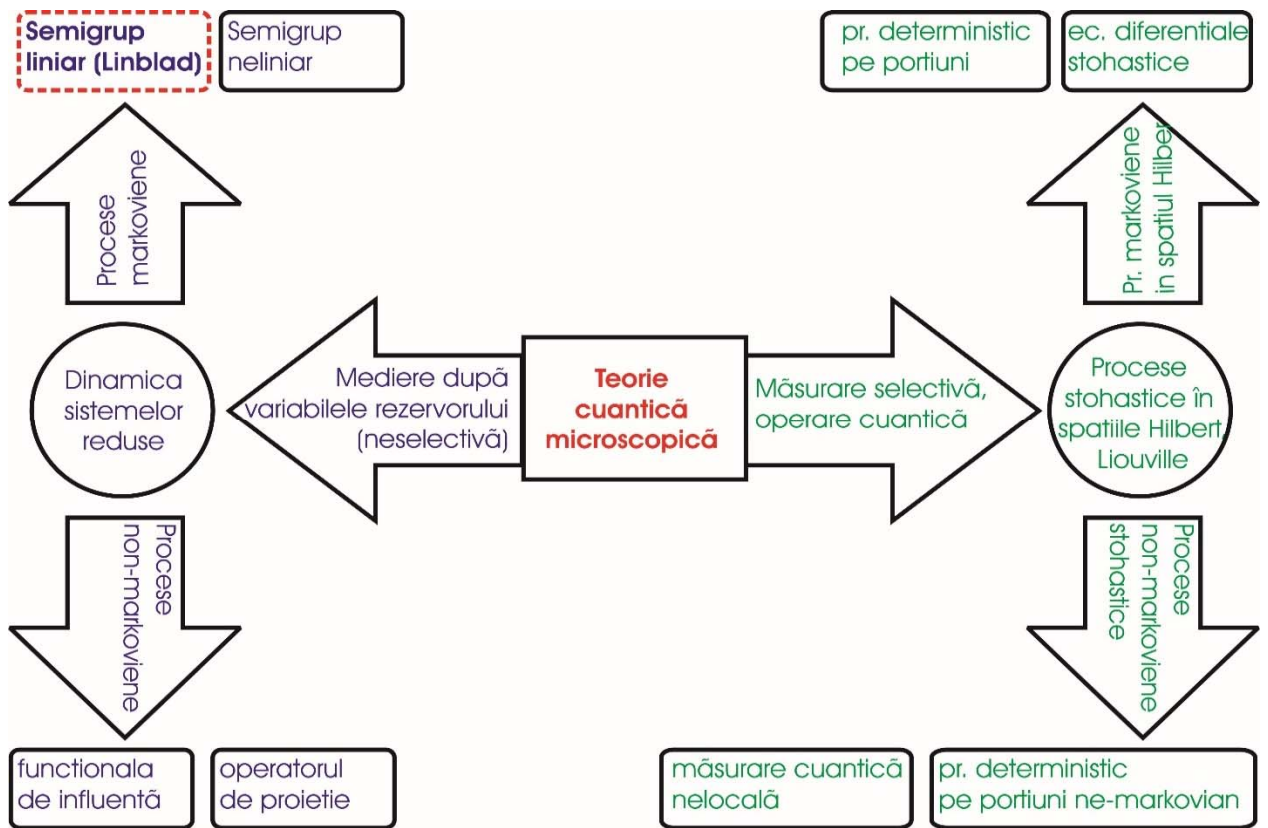 Semigrup
liniar (Linblad)
Semigrup
neliniar
pr. deterministic
pe portiuni
ec. diferentiale
stohastice
Procese
markoviene
Pr. markoviene
in spatiul Hilber
Dinamica
sistemelor
reduse
Mediere după
variabilele rezervorului
(neselectivă)
Teorie
cuantică
microscopică
Măsurare selectivă,
operare cuantică
Procese
stohastice în
spatiile Hilbert,
Liouville
Procese
non-markoviene
Procese
non-markoviene
stohastice
functionala
de influentă
operatorul
de proietie
măsurare cuantică
nelocală
pr. deterministic
pe portiuni ne-markovian